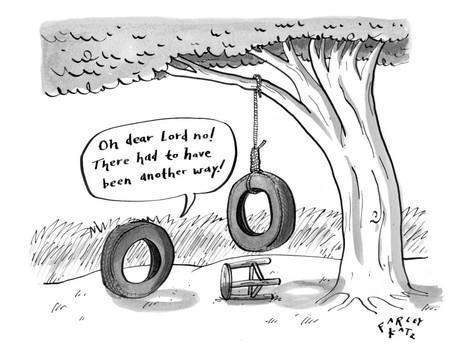 Oh dear Lord no!
There had to have
been another way!
FARLEY
KATZ